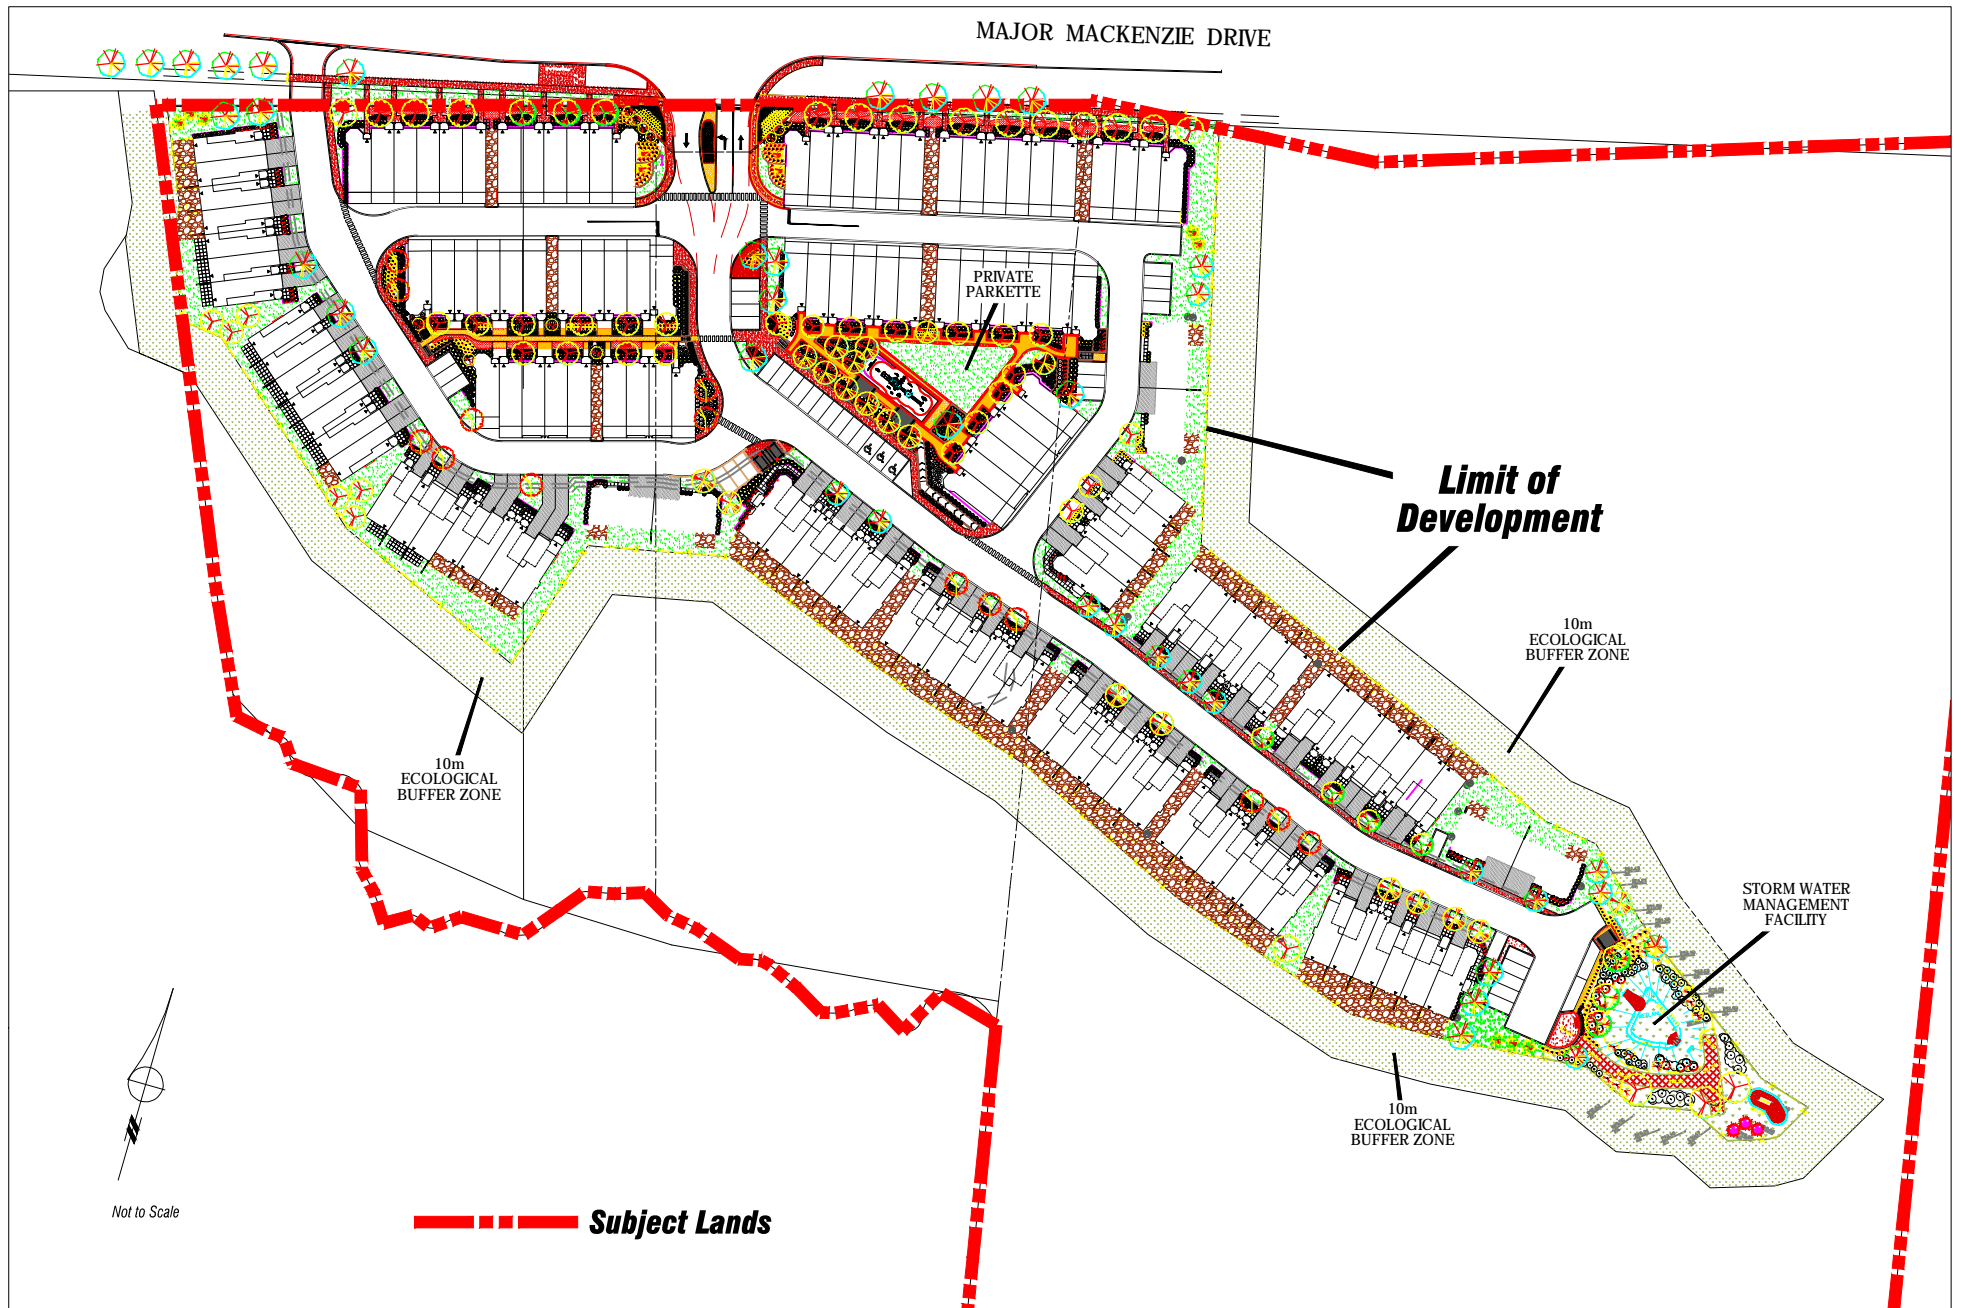 MAJOR MACKENZIE DRIVE
PRIVATE
PARKETTE
Limit of
Development
10m
ECOLOGICAL
BUFFER ZONE
10m
ECOLOGICAL
BUFFER ZONE
STORM WATER
MANAGEMENT
FACILITY
10m
ECOLOGICAL
BUFFER ZONE
Not to Scale
Subject Lands